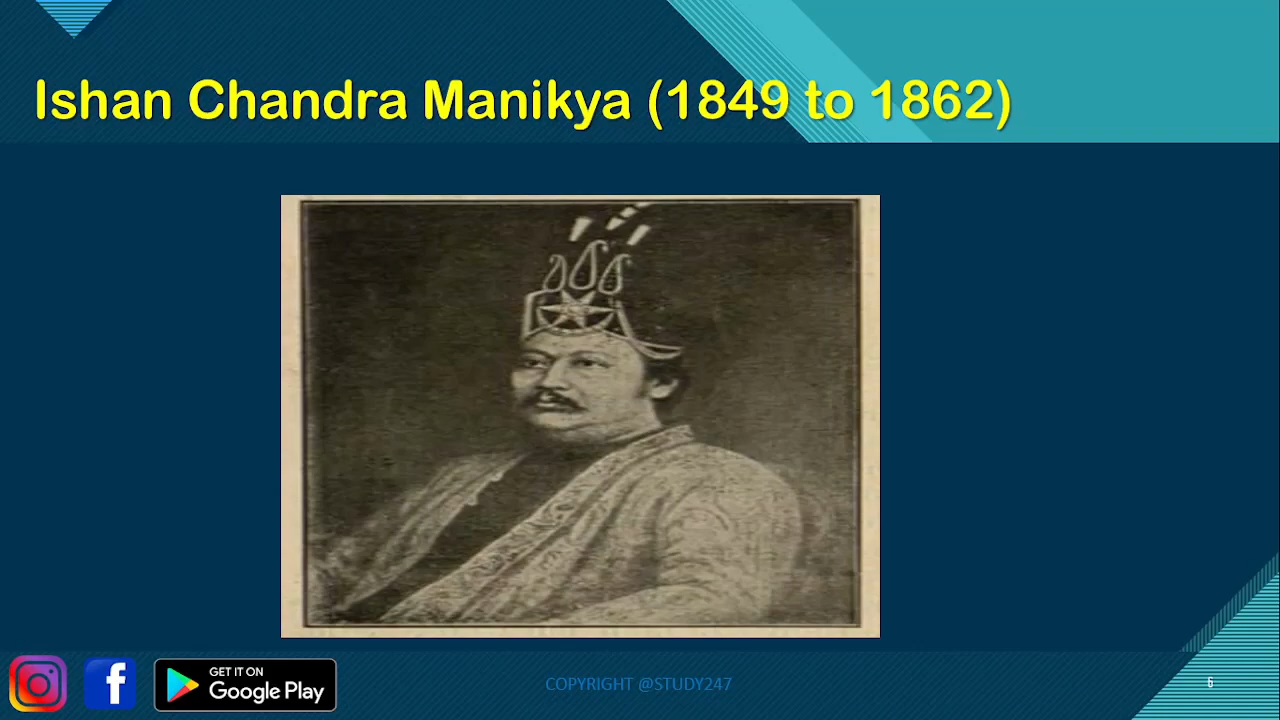 Ishan Chandra Manikya (1849 to 1862)
GET IT ON
Google Play
COPYRIGHT @STUDY247
6